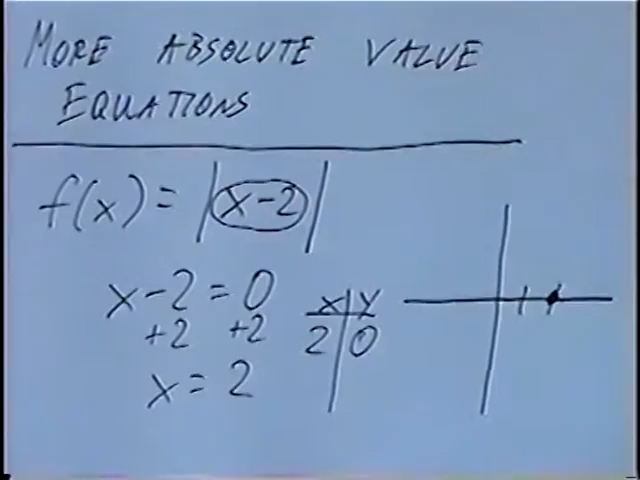 MORE ABSOLUTE VALUE
EQUATIONS
f(x) = |x-2|
x-2 = 0
+2 +2
x = 2
x y
2 0